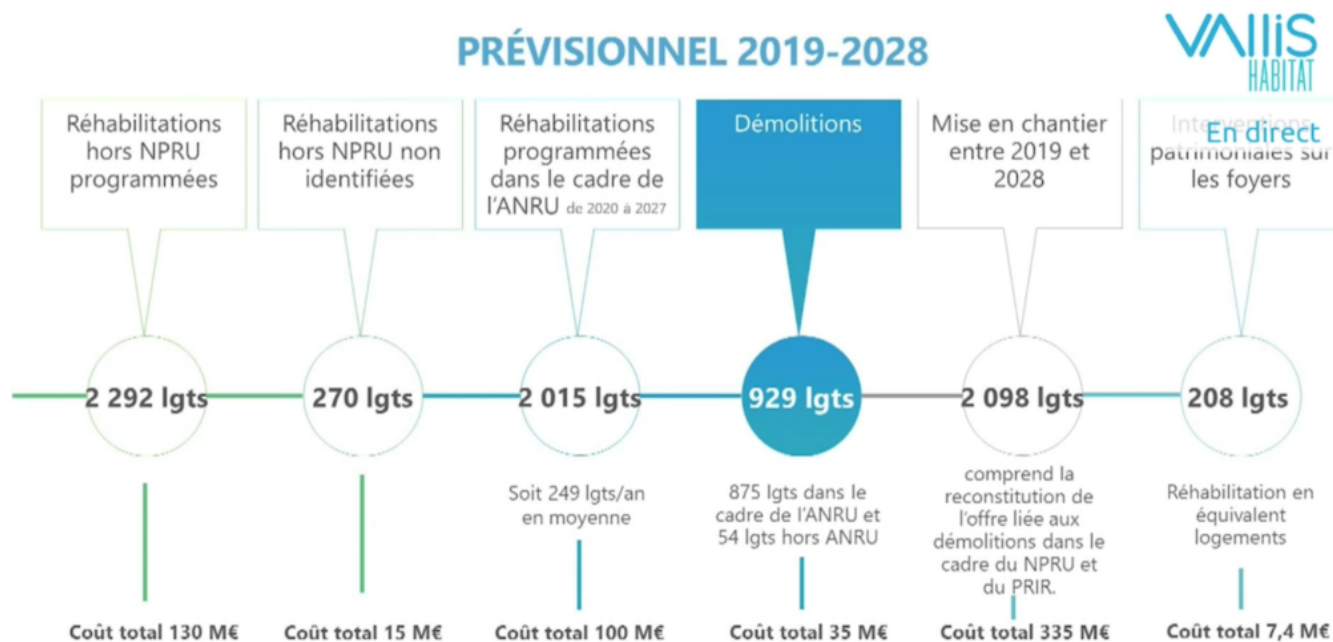 PRÉVISIONNEL 2019-2028
VAlliS
HABITAT
Réhabilitations
hors NPRU
programmées
Réhabilitations
hors NPRU non
identifiées
Réhabilitations
programmées
dans le cadre de
l'ANRU de 2020 à 2027
Démolitions
Mise en chantier
entre 2019 et
2028
Interventions
En direct
patrimoniales sur
les foyers
2 292 lgts
270 lgts
2 015 lgts
929 lgts
2 098 lgts
208 lgts
Soit 249 lgts/an
en moyenne
875 lgts dans le
cadre de l'ANRU et
54 lgts hors ANRU
comprend la
reconstitution de
l'offre liée aux
démolitions dans le
cadre du NPRU et
du PRIR.
Réhabilitation en
équivalent
logements
Coût total 130 M€
Coût total 15 M€
Coût total 100 M€
Coût total 35 M€
Coût total 335 M€
Coût total 7,4 M€